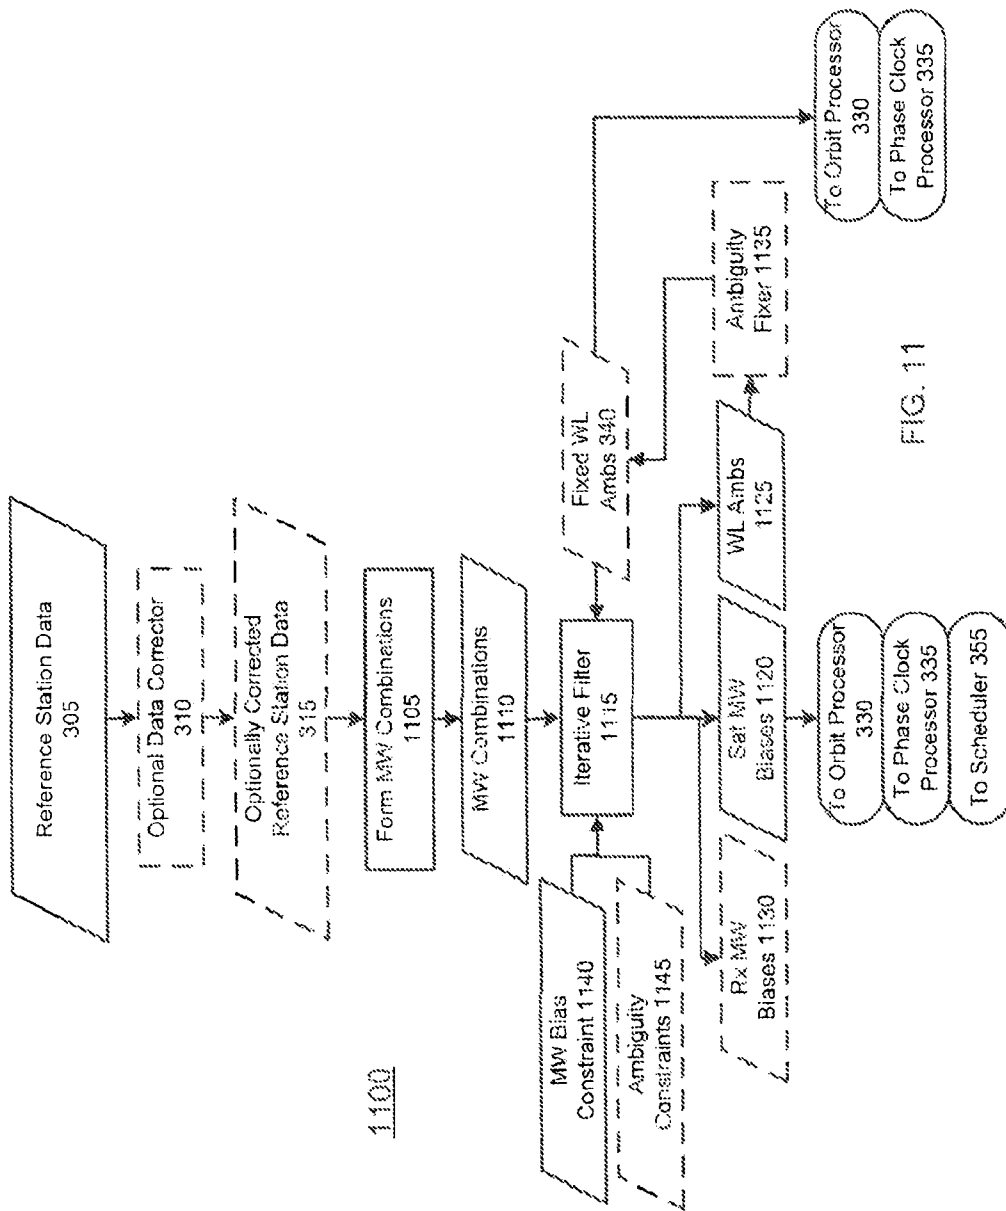 Reference Station Data
305
Optional Data Corrector
310
Optionally Corrected
Reference Station Data
315
Form MW Combinations
1105
MW Combinations
1110
1100
MW Bias
Constraint 1140
Ambiguity
Constraints 1145
Iterative Filter
1115
Fixed WL
Ambs 340
Rx MW
Biases 1130
Sat MW
Biases 1120
WL Ambs
1125
Ambiguity
Fixer 1135
To Orbit Processor
330
To Phase Clock
Processor 335
To Scheduler 355
To Orbit Processor
330
To Phase Clock
Processor 335
FIG. 11